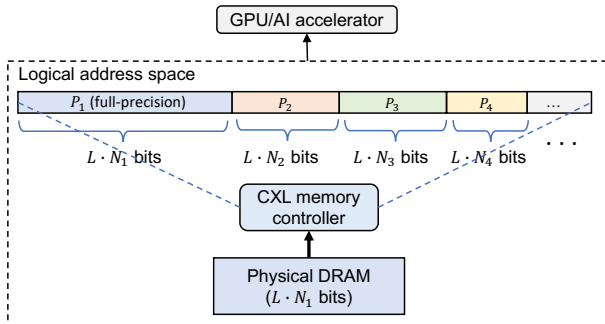 GPU/AI accelerator
Logical address space
P₁ (full-precision) P₂ P₃ P₄ ...
L · N₁ bits L · N₂ bits L · N₃ bits L · N₄ bits . . .
CXL memory
controller
Physical DRAM
(L · N₁ bits)